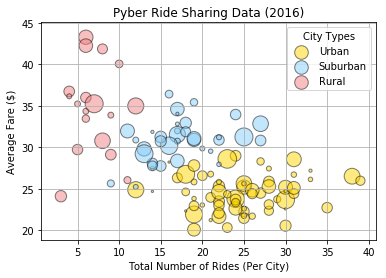 Pyber Ride Sharing Data (2016)
45
40
35
30
25
20
Average Fare ($)
City Types
Urban
Suburban
Rural
5 10 15 20 25 30 35 40
Total Number of Rides (Per City)